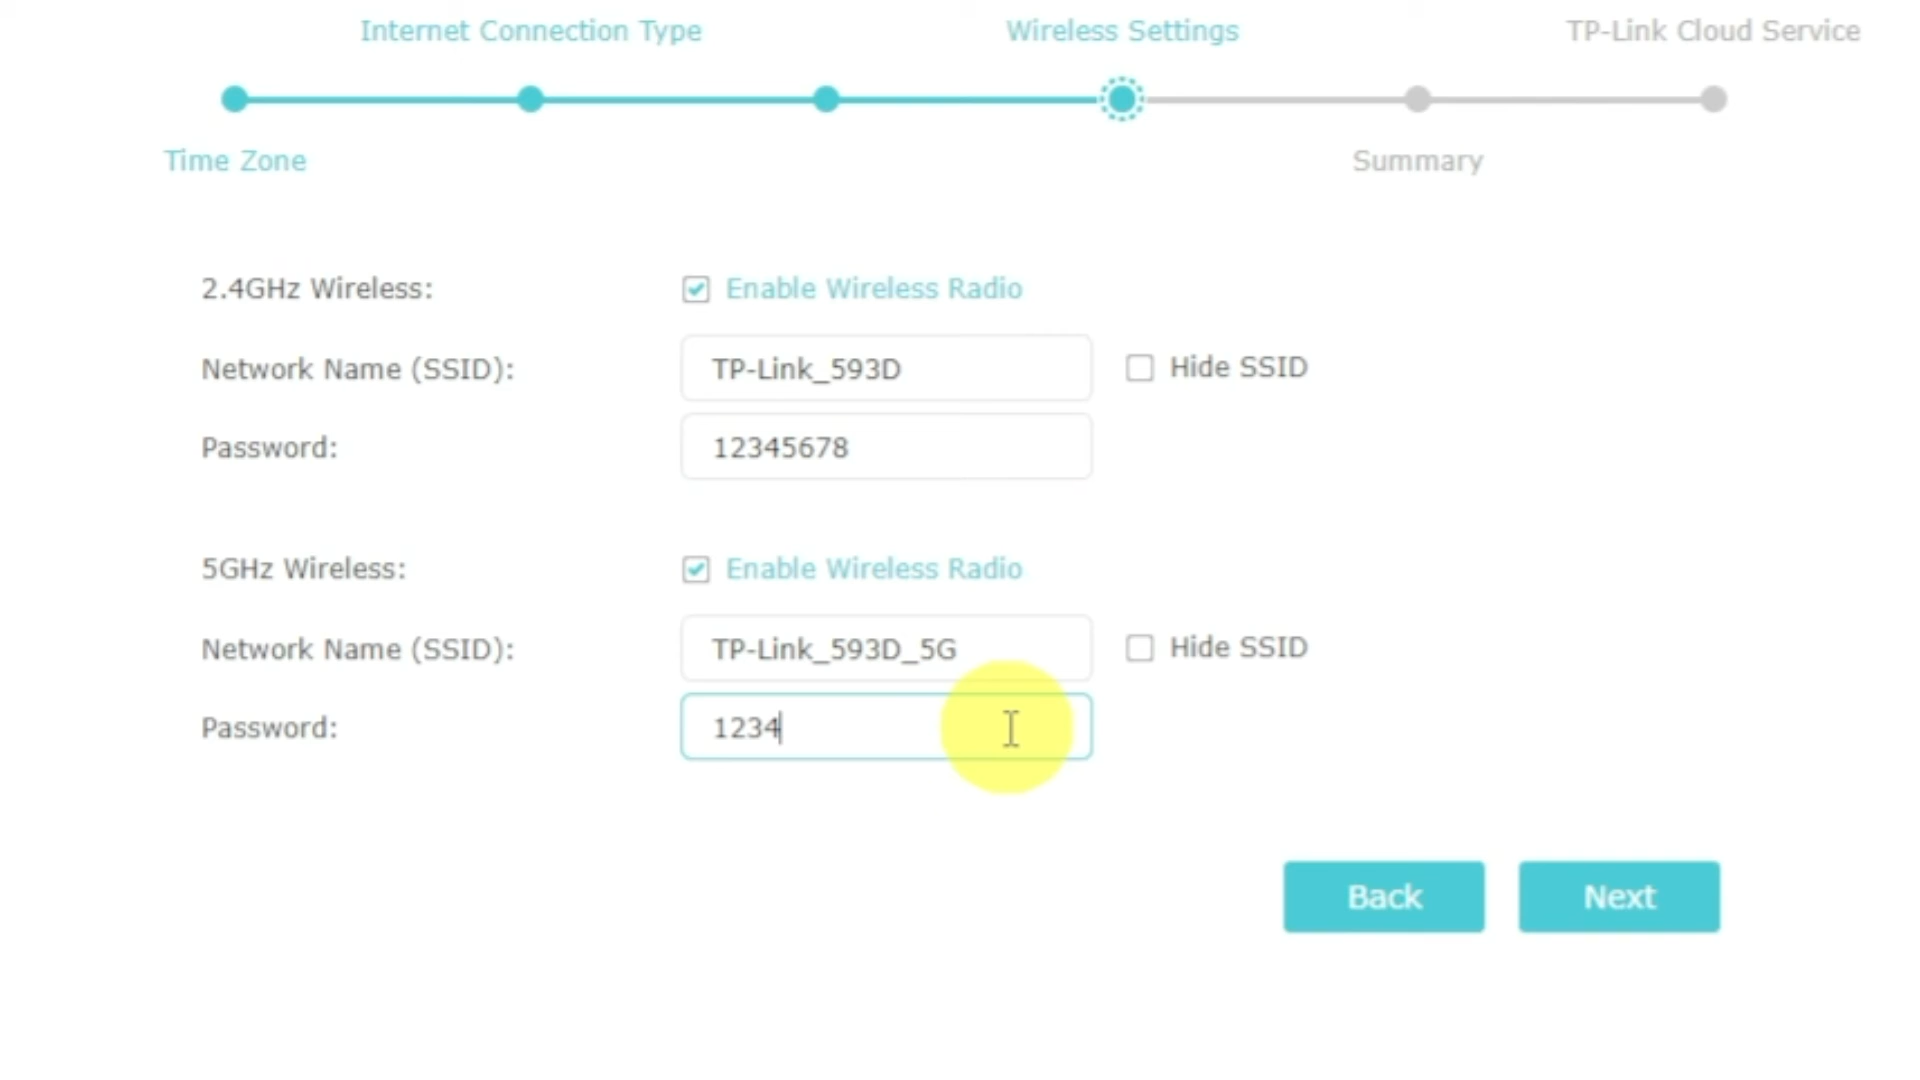 Internet Connection Type
Wireless Settings
TP-Link Cloud Service
Time Zone
Summary
2.4GHz Wireless:
Enable Wireless Radio
Network Name (SSID):
TP-Link_593D
Hide SSID
Password:
12345678
5GHz Wireless:
Enable Wireless Radio
Network Name (SSID):
TP-Link_593D_5G
Hide SSID
Password:
1234
Back
Next